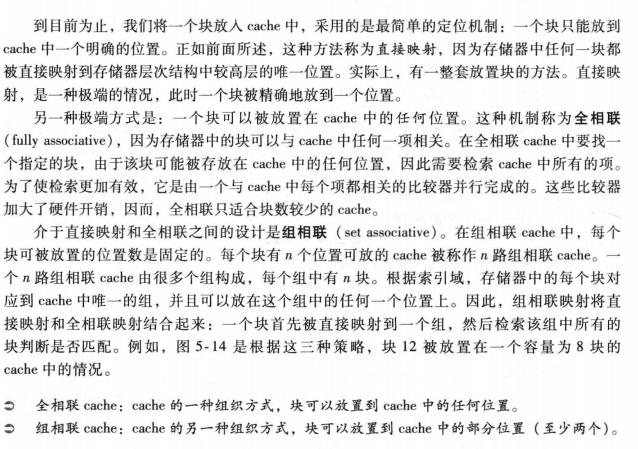 到目前为止，我们将一个块放入 cache 中，采用的是最简单的定位机制：一个块只能放到
cache 中一个明确的位置。正如前面所述，这种方法称为直接映射，因为存储器中任何一块都
被直接映射到存储器层次结构中较高层的唯一位置。实际上，有一整套放置块的方法。直接映
射，是一种极端的情况，此时一个块被精确地放到一个位置。
另一种极端方式是：一个块可以被放置在 cache 中的任何位置。这种机制称为全相联
（fully associative），因为存储器中的块可以与 cache 中任何一项相关。在全相联 cache 中要找一
个指定的块，由于该块可能被存放在 cache 中的任何位置，因此需要检索 cache 中所有的项。
为了使检索更加有效，它是由一个与 cache 中每个项都相关的比较器并行完成的。这些比较器
加大了硬件开销，因而，全相联只适合块数较少的 cache。
介于直接映射和全相联之间的设计是组相联（set associative）。在组相联 cache 中，每个
块可被放置的位置数是固定的。每个块有 n 个位置可放的 cache 被称作 n 路组相联 cache。一
个 n 路组相联 cache 由很多个组构成，每个组中有 n 块。根据索引域，存储器中的每个块对
应到 cache 中唯一的组，并且可以放在这个组中的任何一个位置上。因此，组相联映射将直
接映射和全相联映射结合起来：一个块首先被直接映射到一个组，然后检索该组中所有的
块判断是否匹配。例如，图 5-14 是根据这三种策略，块 12 被放置在一个容量为 8 块的
cache 中的情况。
➲ 全相联 cache：cache 的一种组织方式，块可以放置到 cache 中的任何位置。
➲ 组相联 cache：cache 的另一种组织方式，块可以放置到 cache 中的部分位置（至少两个）。